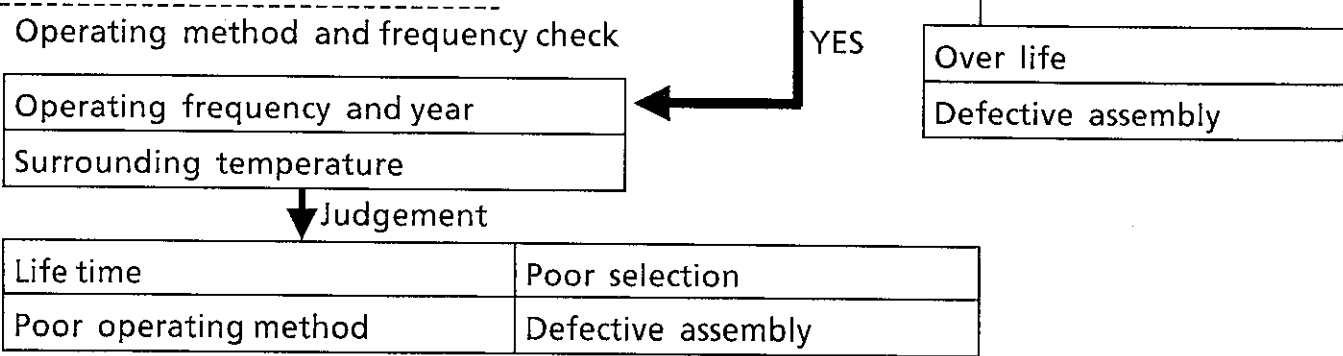 Operating method and frequency check
YES
Over life
Defective assembly
Operating frequency and year
Surrounding temperature
Judgement
Life time
Poor selection
Poor operating method
Defective assembly